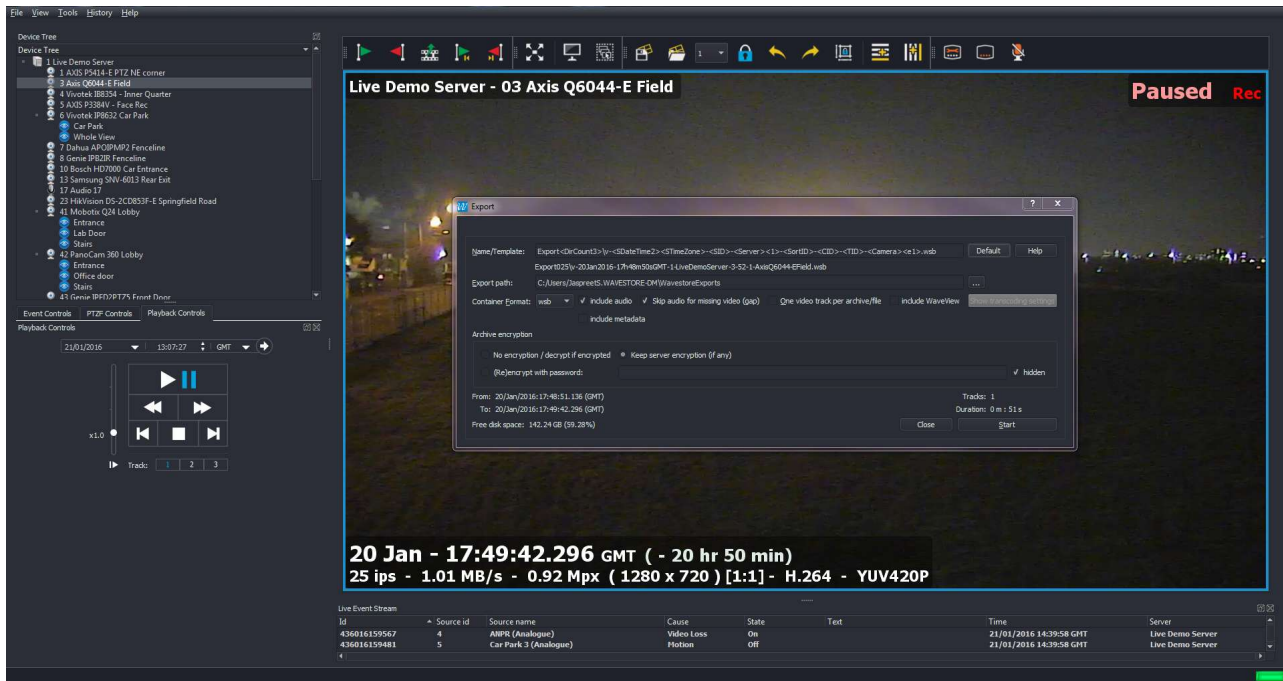 File View Tools History Help
Device Tree
Device Tree
1 Live Demo Server
1 AXIS P5414-E PTZ NE corner
3 Axis Q6044-E Field
4 Vivotek IB8354 - Inner Quarter
5 AXIS P3384V - Face Rec
6 Vivotek IP8632 Car Park
Car Park
Whole View
7 Dahua APOIPMP2 Fenceline
8 Genie IPB2IR Fenceline
10 Bosch HD7000 Car Entrance
13 Samsung SNV-6013 Rear Exit
17 Audio 17
23 HikVision DS-2CD853F-E Springfield Road
41 Mobotix Q24 Lobby
Entrance
Lab Door
Stairs
42 PanoCam 360 Lobby
Entrance
Office door
Stairs
43 Genie IPED2PTZ5 Front Door
Event Controls PTZF Controls Playback Controls
Playback Controls
21/01/2016 13:07:27 GMT
x1.0
Track: 1 2 3
1
Live Demo Server - 03 Axis Q6044-E Field
Paused Rec
Export
Name/Template: Export<DirCount3>\v-<SDateTime2><STimeZone>-<SID>-<Server><1>-<SortID>-<CID>-<TID>-<Camera><e1>.wsb Default Help
Export025\v-20Jan2016-17h48m50sGMT-1-LiveDemoServer-3-52-1-AxisQ6044-EField.wsb
Export path: C:/Users/JaspreetS.WAVESTORE-DM\WavestoreExports ...
Container Format: wsb include audio Skip audio for missing video (gap) One video track per archive/file include WaveView Show transcoding settings
include metadata
Archive encryption
No encryption / decrypt if encrypted Keep server encryption (if any)
(Re)encrypt with password: hidden
From: 20/Jan/2016:17:48:51.136 (GMT) Tracks: 1
To: 20/Jan/2016:17:49:42.296 (GMT) Duration: 0 m : 51 s
Free disk space: 142.24 GB (59.28%) Close Start
20 Jan - 17:49:42.296 GMT ( - 20 hr 50 min)
25 ips - 1.01 MB/s - 0.92 Mpx ( 1280 x 720 ) [1:1] - H.264 - YUV420P
Live Event Stream
Id Source id Source name Cause State Text Time Server
436016159567 4 ANPR (Analogue) Video Loss On 21/01/2016 14:39:58 GMT Live Demo Server
436016159481 5 Car Park 3 (Analogue) Motion Off 21/01/2016 14:39:58 GMT Live Demo Server